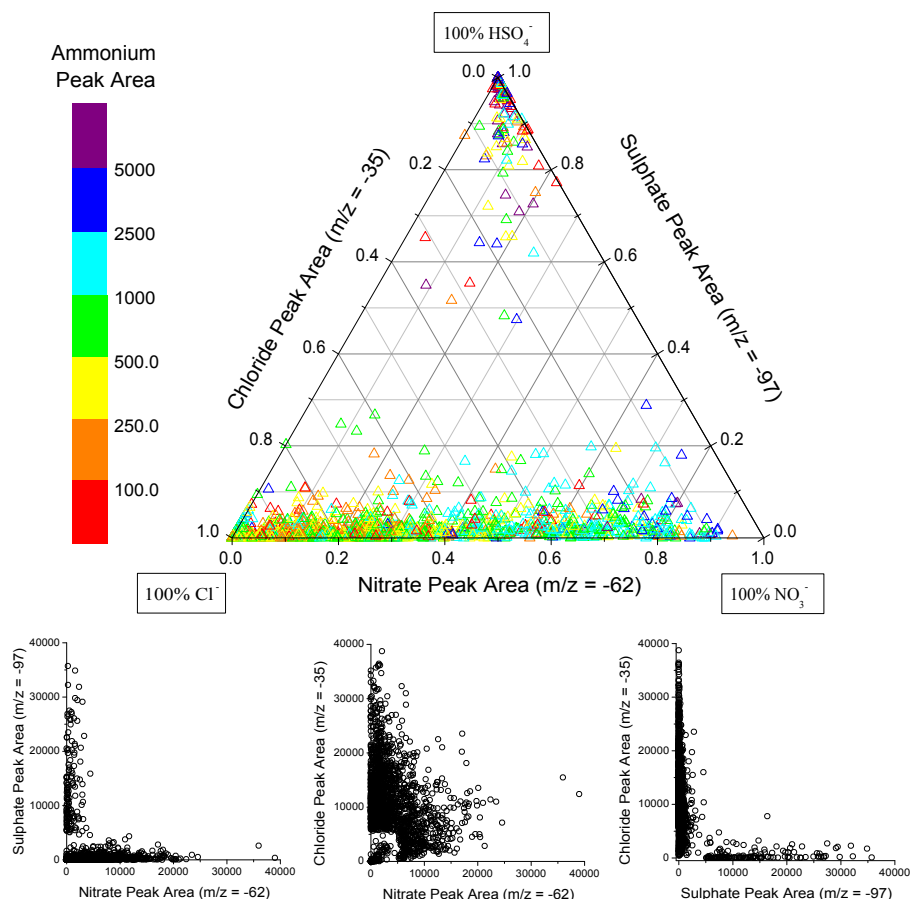 100% HSO4-
Ammonium
Peak Area
5000
2500
1000
500.0
250.0
100.0
0.0 1.0
0.2 0.8
0.4 0.6
0.6 0.4
0.8 0.2
1.0 0.0
0.0 0.2 0.4 0.6 0.8 1.0
Chloride Peak Area (m/z = -35)
Sulphate Peak Area (m/z = -97)
Nitrate Peak Area (m/z = -62)
100% Cl-
100% NO3-
Sulphate Peak Area (m/z = -97)
40000
30000
20000
10000
0
0 10000 20000 30000 40000
Nitrate Peak Area (m/z = -62)
Chloride Peak Area (m/z = -35)
40000
30000
20000
10000
0
0 10000 20000 30000 40000
Nitrate Peak Area (m/z = -62)
Chloride Peak Area (m/z = -35)
40000
30000
20000
10000
0
0 10000 20000 30000 40000
Sulphate Peak Area (m/z = -97)